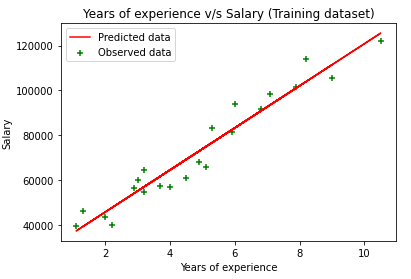 Years of experience v/s Salary (Training dataset)
Predicted data
Observed data
120000
100000
80000
60000
40000
Salary
2 4 6 8 10
Years of experience